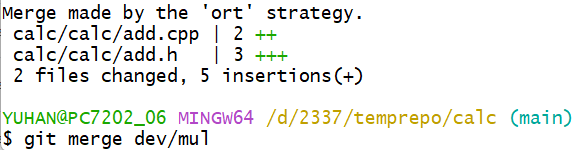 Merge made by the 'ort' strategy.
 calc/calc/add.cpp | 2 ++
 calc/calc/add.h   | 3 +++
 2 files changed, 5 insertions(+)

YUHAN@PC7202_06 MINGW64 /d/2337/temprepo/calc (main)
$ git merge dev/mul